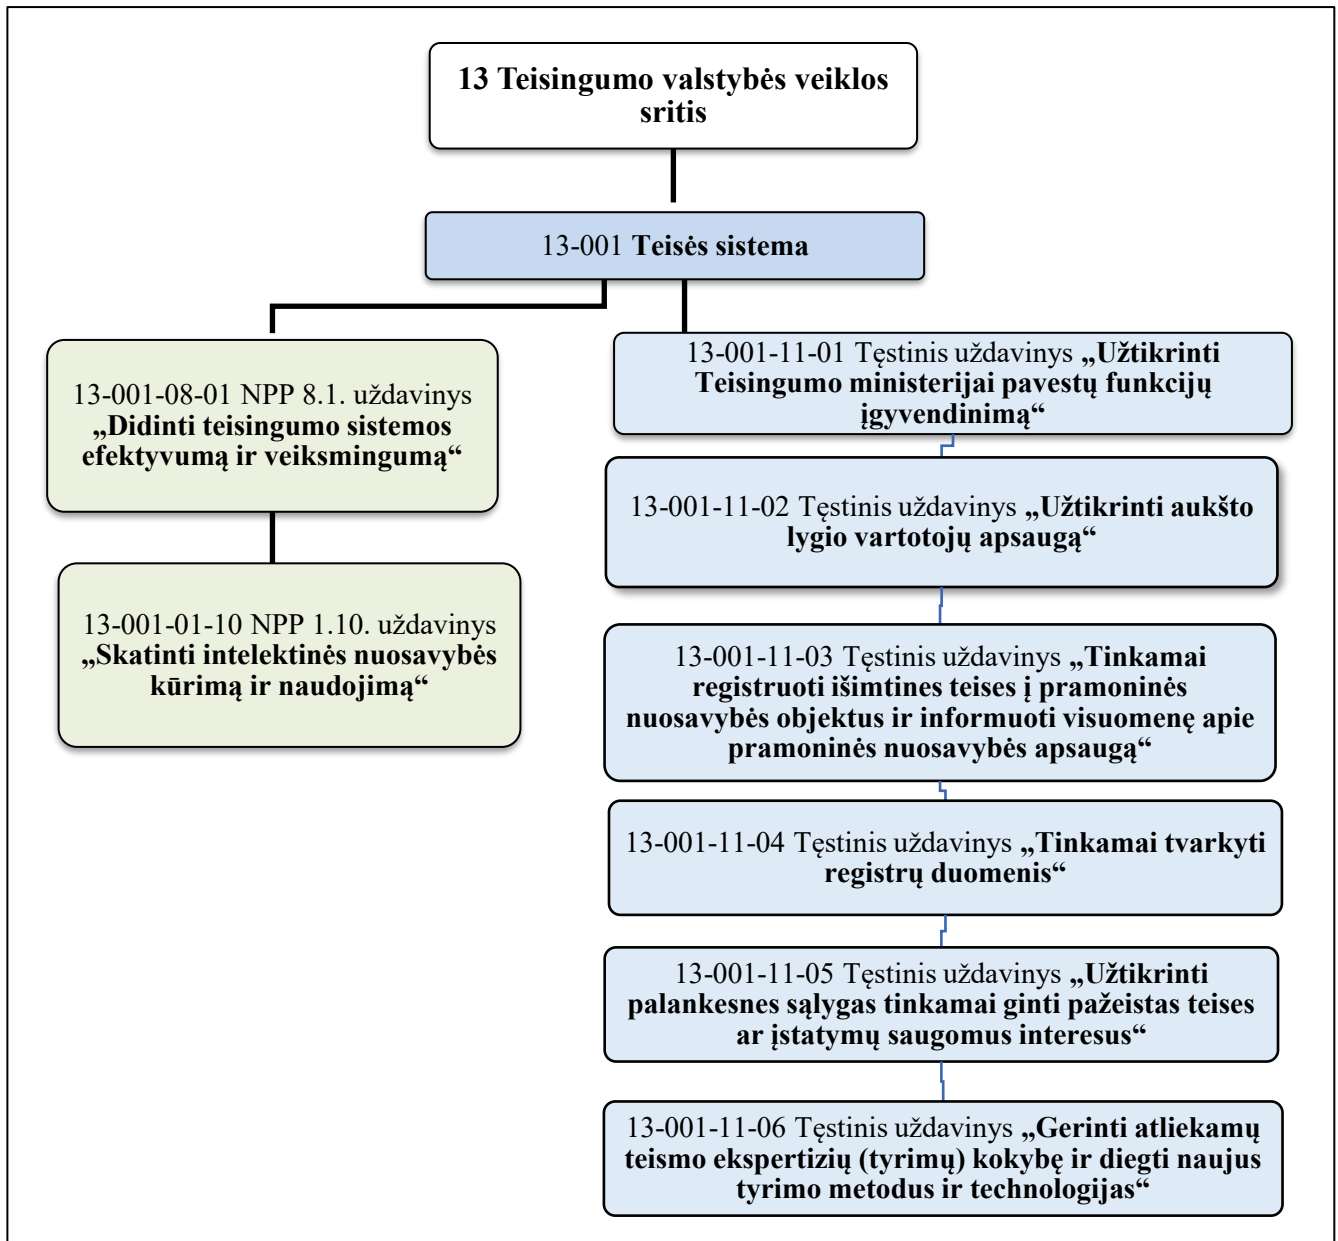 13 Teisingumo valstybės veiklos
sritis
13-001 Teisės sistema
13-001-08-01 NPP 8.1. uždavinys
„Didinti teisingumo sistemos
efektyvumą ir veiksmingumą“
13-001-01-10 NPP 1.10. uždavinys
„Skatinti intelektinės nuosavybės
kūrimą ir naudojimą“
13-001-11-01 Tęstinis uždavinys „Užtikrinti
Teisingumo ministerijai pavestų funkcijų
įgyvendinimą“
13-001-11-02 Tęstinis uždavinys „Užtikrinti aukšto
lygio vartotojų apsaugą“
13-001-11-03 Tęstinis uždavinys „Tinkamai
registruoti išimtines teises į pramoninės
nuosavybės objektus ir informuoti visuomenę apie
pramoninės nuosavybės apsaugą“
13-001-11-04 Tęstinis uždavinys „Tinkamai tvarkyti
registrų duomenis“
13-001-11-05 Tęstinis uždavinys „Užtikrinti
palankesnes sąlygas tinkamai ginti pažeistas teises
ar įstatymų saugomus interesus“
13-001-11-06 Tęstinis uždavinys „Gerinti atliekamų
teismo ekspertizių (tyrimų) kokybę ir diegti naujus
tyrimo metodus ir technologijas“